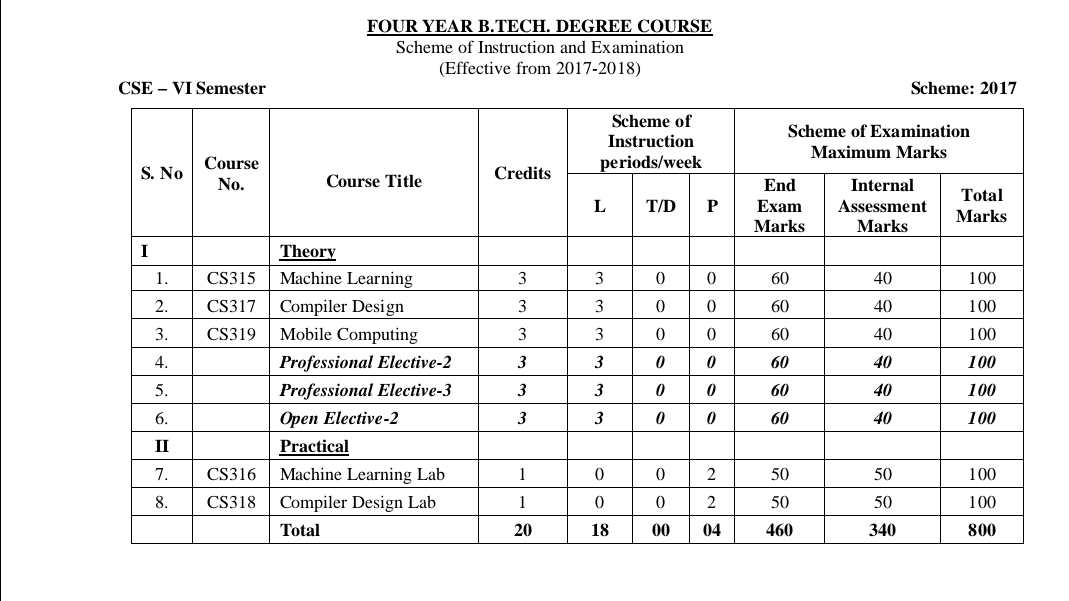 FOUR YEAR B.TECH. DEGREE COURSE
Scheme of Instruction and Examination
(Effective from 2017-2018)
CSE – VI Semester Scheme: 2017
S. No Course No. Course Title Credits Scheme of Instruction periods/week Scheme of Examination Maximum Marks
L T/D P End Exam Marks Internal Assessment Marks Total Marks
I Theory
1. CS315 Machine Learning 3 3 0 0 60 40 100
2. CS317 Compiler Design 3 3 0 0 60 40 100
3. CS319 Mobile Computing 3 3 0 0 60 40 100
4. Professional Elective-2 3 3 0 0 60 40 100
5. Professional Elective-3 3 3 0 0 60 40 100
6. Open Elective-2 3 3 0 0 60 40 100
II Practical
7. CS316 Machine Learning Lab 1 0 0 2 50 50 100
8. CS318 Compiler Design Lab 1 0 0 2 50 50 100
Total 20 18 00 04 460 340 800